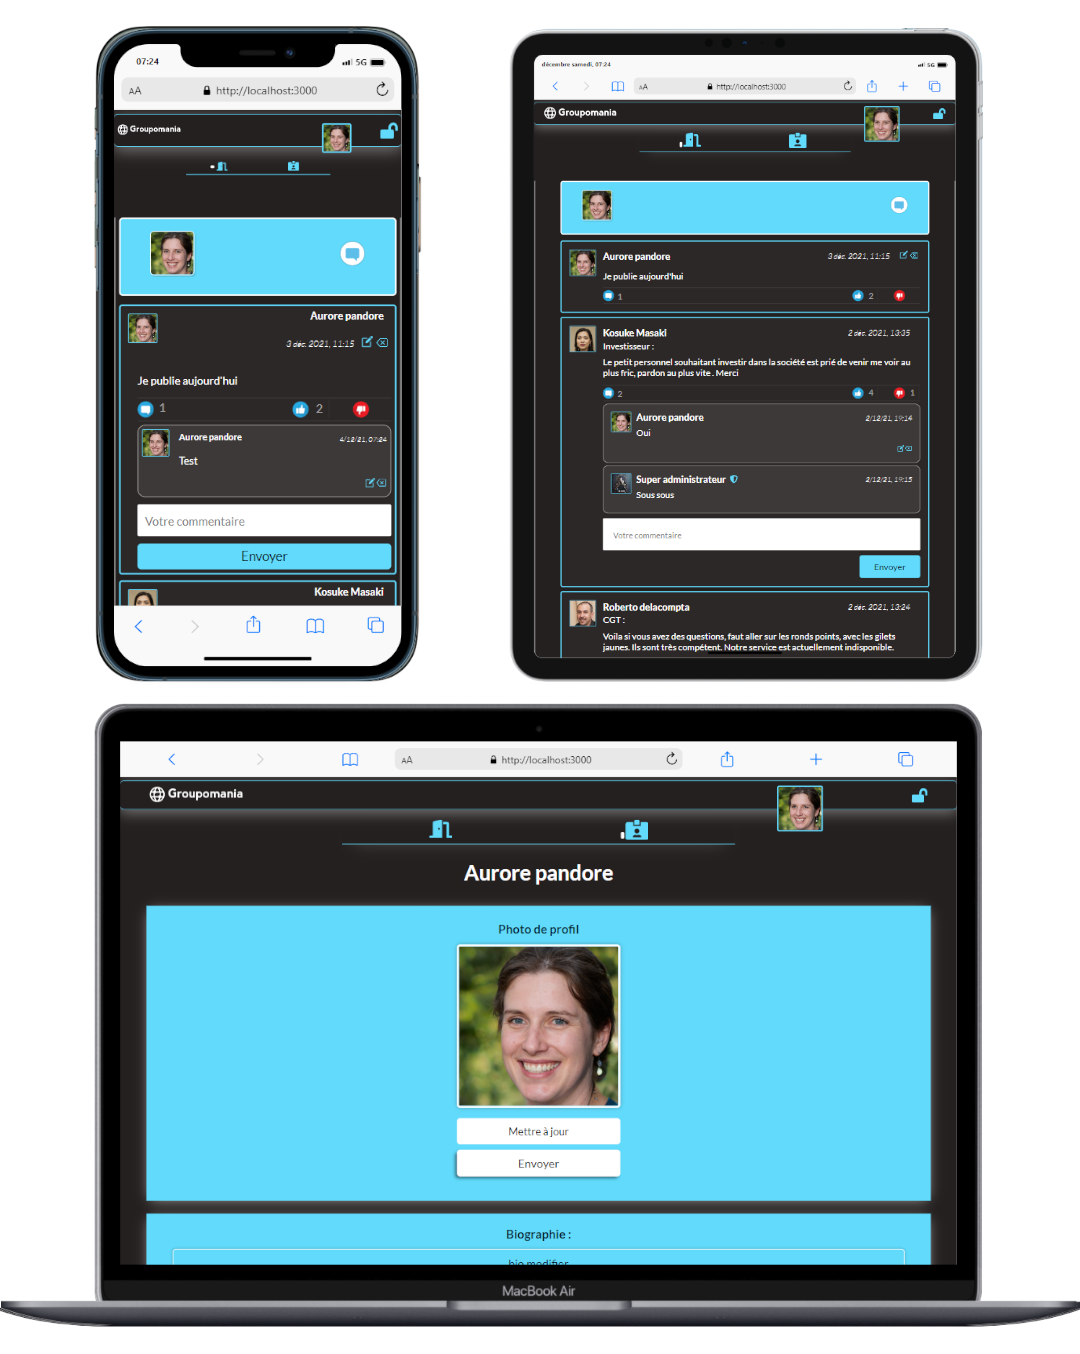 07:24
5G
AA
http://localhost:3000
Groupomania
Aurore pandore
3 déc. 2021, 11:15
Je publie aujourd'hui
1
2
Aurore pandore
4/12/21, 07:24
Test
Votre commentaire
Envoyer
Kosuke Masaki
décembre samedi, 07:24
5G
AA
http://localhost:3000
Groupomania
Aurore pandore
3 déc. 2021, 11:15
Je publie aujourd'hui
1
2
Kosuke Masaki
2 déc. 2021, 13:35
Investisseur :
Le petit personnel souhaitant investir dans la société est prié de venir me voir au
plus fric, pardon au plus vite . Merci
2
4
1
Aurore pandore
2/12/21, 19:14
Oui
Super administrateur
2/12/21, 19:15
Sous sous
Votre commentaire
Envoyer
Roberto delacompta
2 déc. 2021, 13:24
CGT :
Voila si vous avez des questions, faut aller sur les ronds points, avec les gilets
jaunes. Ils sont très compétent. Notre service est actuellement indisponible.
AA
http://localhost:3000
Groupomania
Aurore pandore
Photo de profil
Mettre à jour
Envoyer
Biographie :
bio modifier
MacBook Air